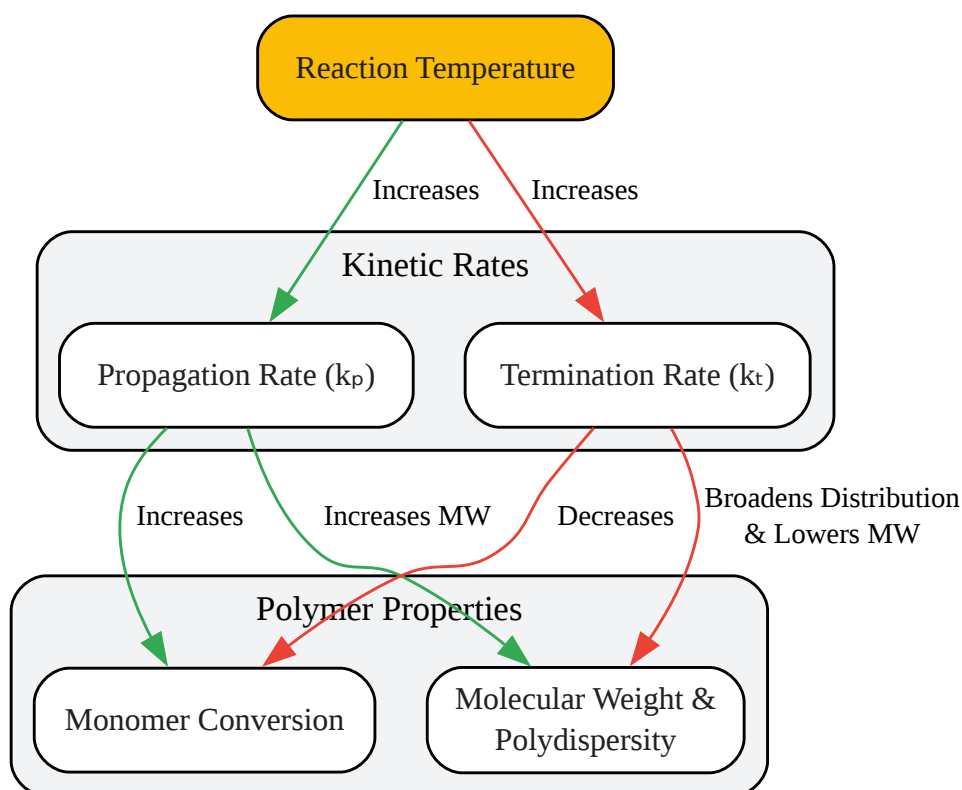 Reaction Temperature
Increases
Increases
Kinetic Rates
Propagation Rate (kₚ)
Termination Rate (kₜ)
Increases
Increases MW
Decreases
Broadens Distribution
& Lowers MW
Polymer Properties
Monomer Conversion
Molecular Weight &
Polydispersity